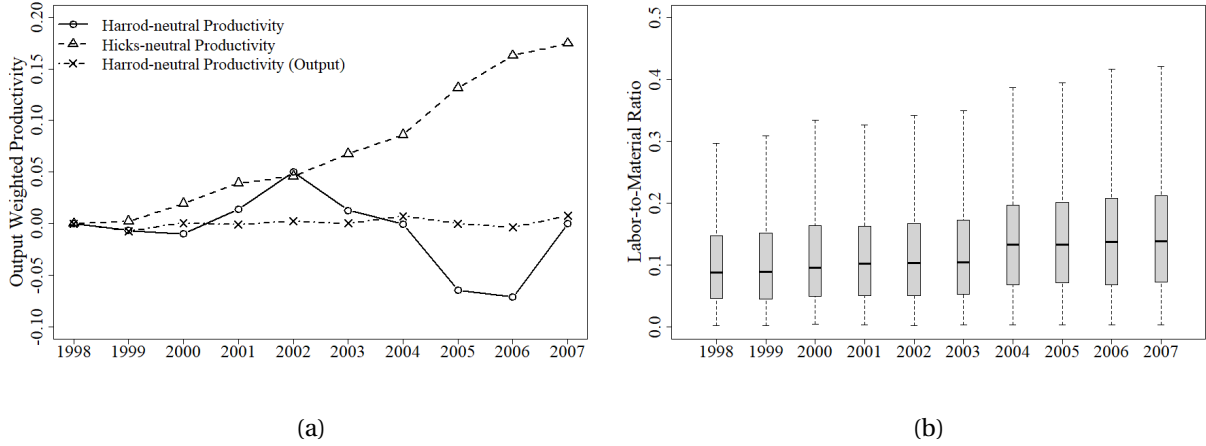 Output Weighted Productivity
0.20
0.15
0.10
0.05
0.00
-0.05
-0.10
Harrod-neutral Productivity
Hicks-neutral Productivity
Harrod-neutral Productivity (Output)
1998 1999 2000 2001 2002 2003 2004 2005 2006 2007
(a)
Labor-to-Material Ratio
0.5
0.4
0.3
0.2
0.1
0.0
1998 1999 2000 2001 2002 2003 2004 2005 2006 2007
(b)